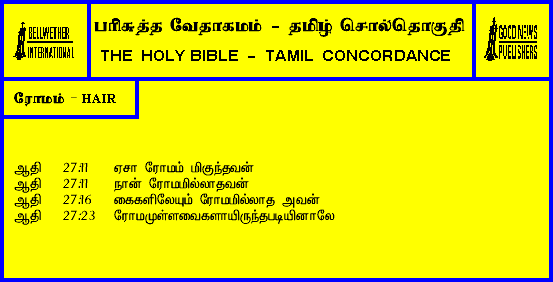 BELLWETHER
INTERNATIONAL
பரிசுத்த வேதாகமம் - தமிழ் சொல்தொகுதி
THE HOLY BIBLE - TAMIL CONCORDANCE
GOOD NEWS
PUBLISHERS
ரோமம் - HAIR
ஆதி 27:11 ஏசா ரோமம் மிகுந்தவன்
ஆதி 27:11 நான் ரோமமில்லாதவன்
ஆதி 27:16 கைகளிலேயும் ரோமமில்லாத அவன்
ஆதி 27:23 ரோமமுள்ளவைகளாயிருந்தபடியினாலே